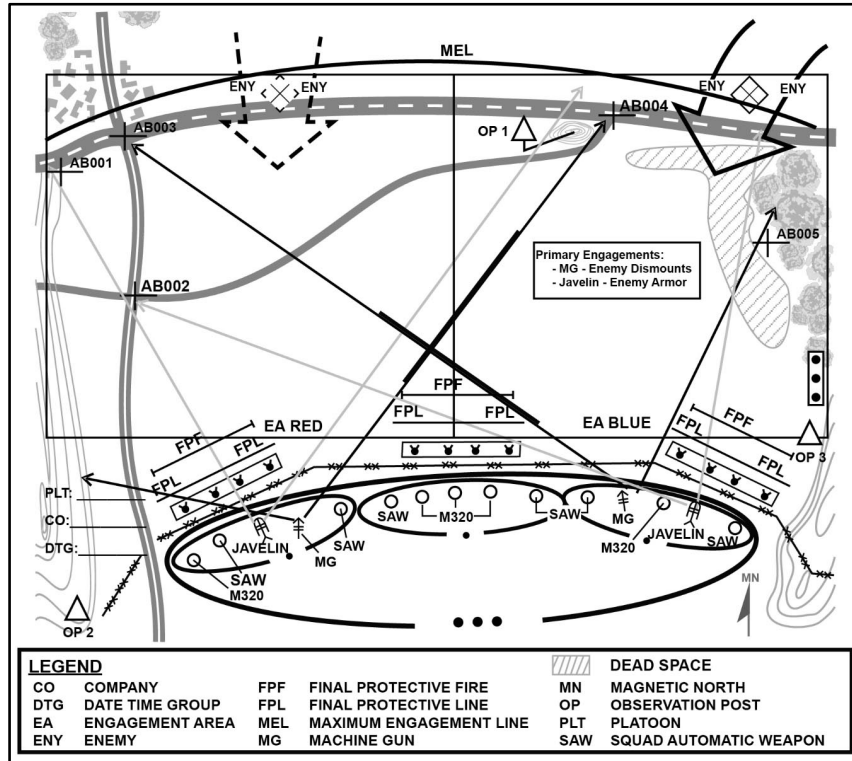 MEL
ENY
ENY
ENY
ENY
AB003
AB004
OP 1
AB001
AB005
Primary Engagements:
- MG - Enemy Dismounts
- Javelin - Enemy Armor
AB002
FPF
FPL
FPL
EA RED
EA BLUE
FPF
FPL
FPL
FPF
FPL
FPL
OP 3
PLT:
CO:
DTG:
SAW
M320
SAW
MG
JAVELIN
MG
SAW
M320
JAVELIN
SAW
SAW
M320
MN
OP 2
LEGEND
DEAD SPACE
CO COMPANY FPF FINAL PROTECTIVE FIRE MN MAGNETIC NORTH
DTG DATE TIME GROUP FPL FINAL PROTECTIVE LINE OP OBSERVATION POST
EA ENGAGEMENT AREA MEL MAXIMUM ENGAGEMENT LINE PLT PLATOON
ENY ENEMY MG MACHINE GUN SAW SQUAD AUTOMATIC WEAPON